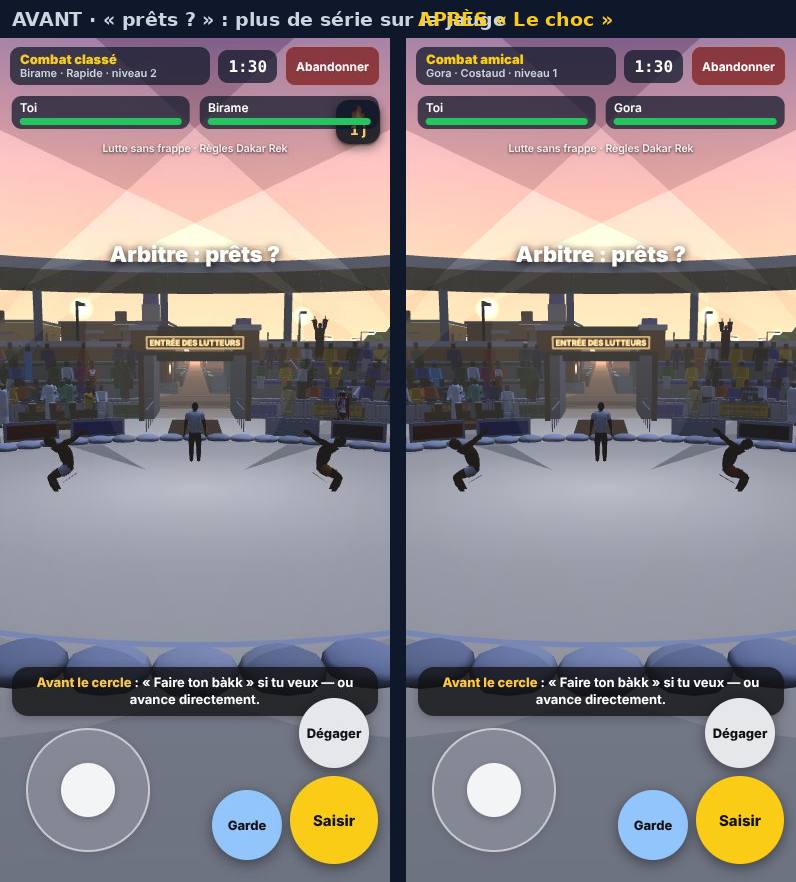 AVANT · « prêts ? » : plus de série sur la jauge
APRÈS « Le choc »
Combat classé
Birame · Rapide · niveau 2
1:30
Abandonner
Toi
Birame
1 j
Lutte sans frappe · Règles Dakar Rek
Arbitre : prêts ?
ENTRÉE DES LUTTEURS
Avant le cercle : « Faire ton bàkk » si tu veux — ou
avance directement.
Dégager
Garde
Saisir
Combat amical
Gora · Costaud · niveau 1
1:30
Abandonner
Toi
Gora
Lutte sans frappe · Règles Dakar Rek
Arbitre : prêts ?
ENTRÉE DES LUTTEURS
Avant le cercle : « Faire ton bàkk » si tu veux — ou
avance directement.
Dégager
Garde
Saisir